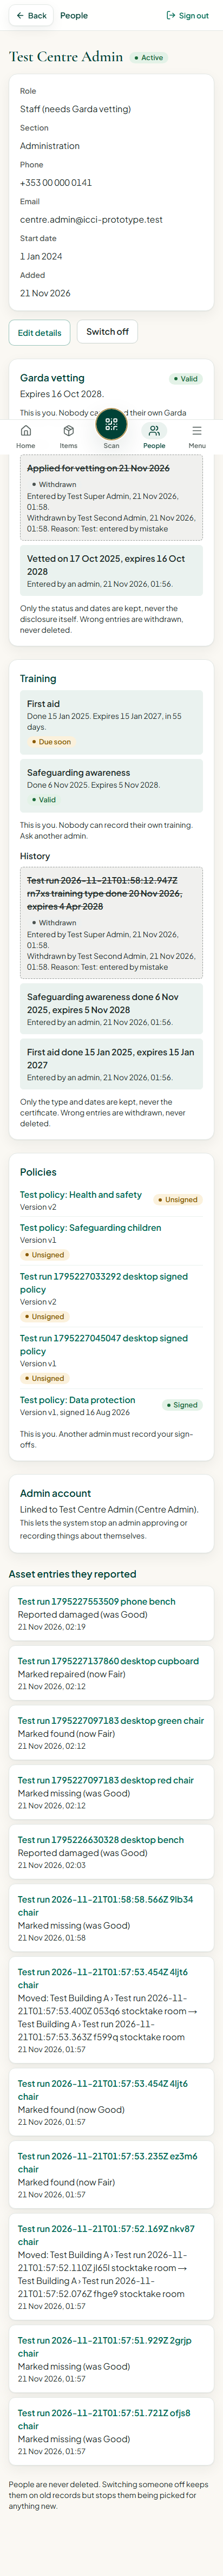 Back
People
Sign out
Test Centre Admin
Active
Role
Staff (needs Garda vetting)
Section
Administration
Phone
+353 00 000 0141
Email
centre.admin@icci-prototype.test
Start date
1 Jan 2024
Added
21 Nov 2026
Edit details
Switch off
Garda vetting
Valid
Expires 16 Oct 2028.
This is you. Nobody ca
their own Garda
Home
Items
Scan
People
Menu
Applied for vetting on 21 Nov 2026
Withdrawn
Entered by Test Super Admin, 21 Nov 2026,
01:58.
Withdrawn by Test Second Admin, 21 Nov 2026,
01:58. Reason: Test: entered by mistake
Vetted on 17 Oct 2025, expires 16 Oct
2028
Entered by an admin, 21 Nov 2026, 01:56.
Only the status and dates are kept, never the
disclosure itself. Wrong entries are withdrawn,
never deleted.
Training
First aid
Done 15 Jan 2025. Expires 15 Jan 2027, in 55
days.
Due soon
Safeguarding awareness
Done 6 Nov 2025. Expires 5 Nov 2028.
Valid
This is you. Nobody can record their own training.
Ask another admin.
History
Test run 2026-11-21T01:58:12.947Z
rn7xs training type done 20 Nov 2026,
expires 4 Apr 2028
Withdrawn
Entered by Test Super Admin, 21 Nov 2026,
01:58.
Withdrawn by Test Second Admin, 21 Nov 2026,
01:58. Reason: Test: entered by mistake
Safeguarding awareness done 6 Nov
2025, expires 5 Nov 2028
Entered by an admin, 21 Nov 2026, 01:56.
First aid done 15 Jan 2025, expires 15 Jan
2027
Entered by an admin, 21 Nov 2026, 01:56.
Only the type and dates are kept, never the
certificate. Wrong entries are withdrawn, never
deleted.
Policies
Test policy: Health and safety
Version v2
Unsigned
Test policy: Safeguarding children
Version v1
Unsigned
Test run 1795227033292 desktop signed
policy
Version v2
Unsigned
Test run 1795227045047 desktop signed
policy
Version v1
Unsigned
Test policy: Data protection
Version v1, signed 16 Aug 2026
Signed
This is you. Another admin must record your sign-
offs.
Admin account
Linked to Test Centre Admin (Centre Admin).
This lets the system stop an admin approving or
recording things about themselves.
Asset entries they reported
Test run 1795227553509 phone bench
Reported damaged (was Good)
21 Nov 2026, 02:19
Test run 1795227137860 desktop cupboard
Marked repaired (now Fair)
21 Nov 2026, 02:12
Test run 1795227097183 desktop green chair
Marked found (now Fair)
21 Nov 2026, 02:12
Test run 1795227097183 desktop red chair
Marked missing (was Good)
21 Nov 2026, 02:12
Test run 1795226630328 desktop bench
Reported damaged (was Good)
21 Nov 2026, 02:03
Test run 2026-11-21T01:58:58.566Z 9lb34
chair
Marked missing (was Good)
21 Nov 2026, 01:58
Test run 2026-11-21T01:57:53.454Z 4ljt6
chair
Moved: Test Building A › Test run 2026-11-
21T01:57:53.400Z 053q6 stocktake room →
Test Building A › Test run 2026-11-
21T01:57:53.363Z f599q stocktake room
21 Nov 2026, 01:57
Test run 2026-11-21T01:57:53.454Z 4ljt6
chair
Marked found (now Good)
21 Nov 2026, 01:57
Test run 2026-11-21T01:57:53.235Z ez3m6
chair
Marked found (now Fair)
21 Nov 2026, 01:57
Test run 2026-11-21T01:57:52.169Z nkv87
chair
Moved: Test Building A › Test run 2026-11-
21T01:57:52.110Z jl65l stocktake room →
Test Building A › Test run 2026-11-
21T01:57:52.076Z fhge9 stocktake room
21 Nov 2026, 01:57
Test run 2026-11-21T01:57:51.929Z 2grjp
chair
Marked missing (was Good)
21 Nov 2026, 01:57
Test run 2026-11-21T01:57:51.721Z ofjs8
chair
Marked missing (was Good)
21 Nov 2026, 01:57
People are never deleted. Switching someone off keeps
them on old records but stops them being picked for
anything new.